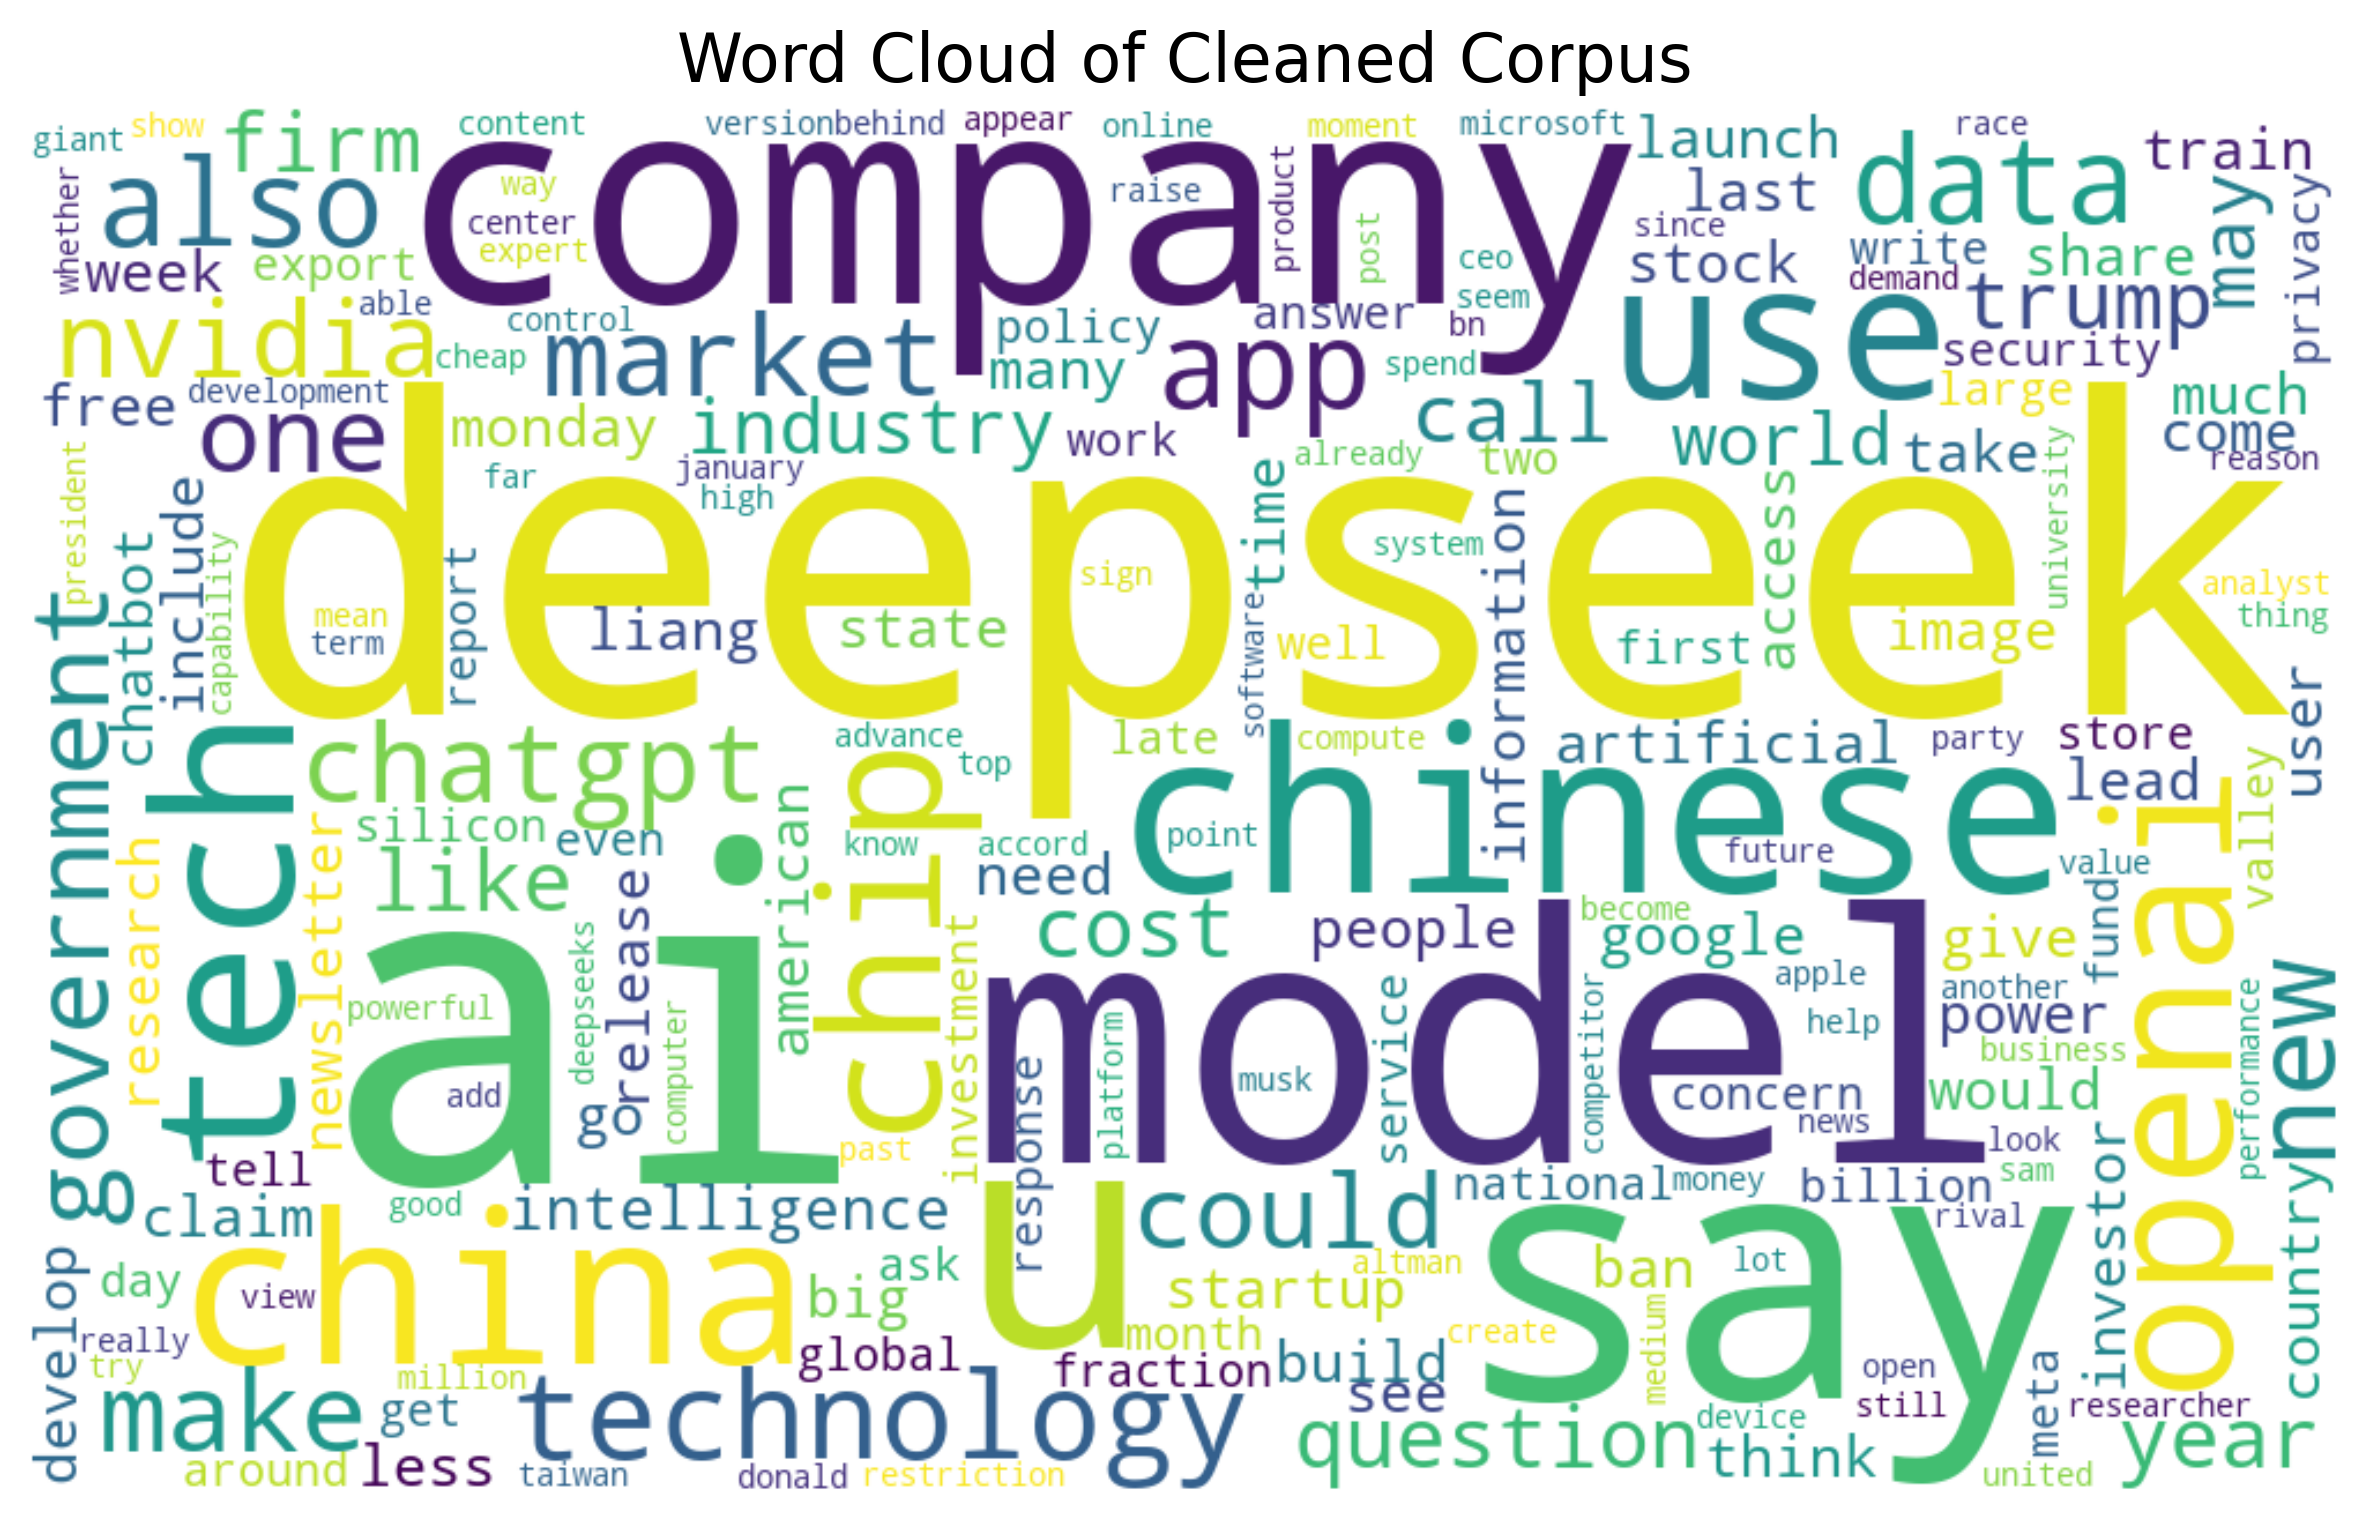 Word Cloud of Cleaned Corpus
giant
show
firm
content
version
behind
appear
online
moment
microsoft
launch
race
train
whether
also
company
way
center
expert
raise
product
post
last
data
may
privacy
week
export
able
since
ceo
stock
write
share
demand
seem
nvidia
control
cheap
market
policy
many
answer
bn
app
spend
use
trump
security
free
development
one
monday
industry
work
call
large
much
world
take
come
reason
president
include
far
january
high
already
two
time
access
university
chatbot
capability
deepseek
report
mean
term
liang
state
sign
system
information
software
well
first
image
analyst
thing
government
tech
chatgpt
advance
top
late
compute
artificial
party
store
user
lead
valley
silicon
even
chip
know
accord
chinese
point
future
value
research
newsletter
like
american
need
cost
people
become
google
give
fund
openai
new
ai
powerful
deepseeks
release
computer
investment
model
apple
another
power
help
business
performance
add
go
response
platform
musk
service
competitor
concern
news
would
look
past
tell
claim
good
intelligence
u
could
national
money
billion
sam
rival
investor
country
develop
day
view
china
big
ask
startup
altman
say
ban
lot
really
try
million
global
month
fraction
build
see
create
medium
open
meta
make
get
technology
question
device
still
researcher
year
around
less
taiwan
donald
restriction
think
united